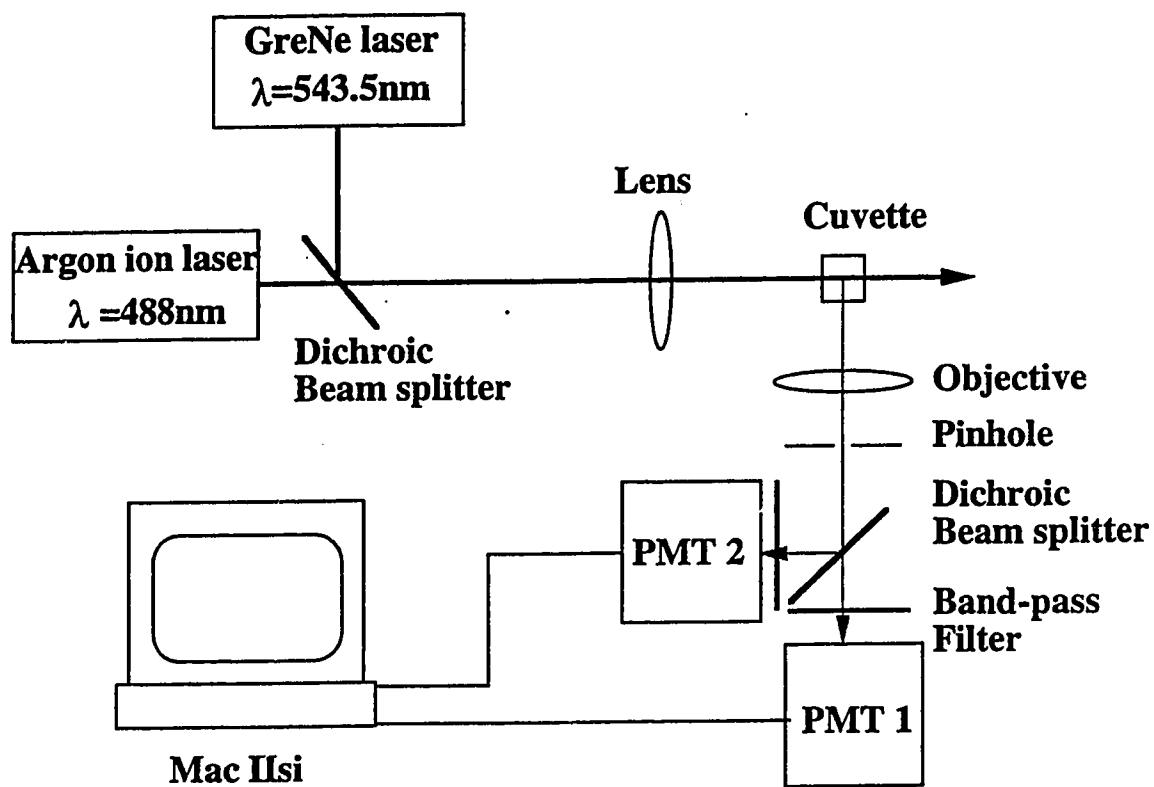 GreNe laser
λ=543.5nm
Lens
Cuvette
Argon ion laser
λ =488nm
Dichroic
Beam splitter
Objective
Pinhole
Dichroic
Beam splitter
PMT 2
Band-pass
Filter
PMT 1
Mac IIsi